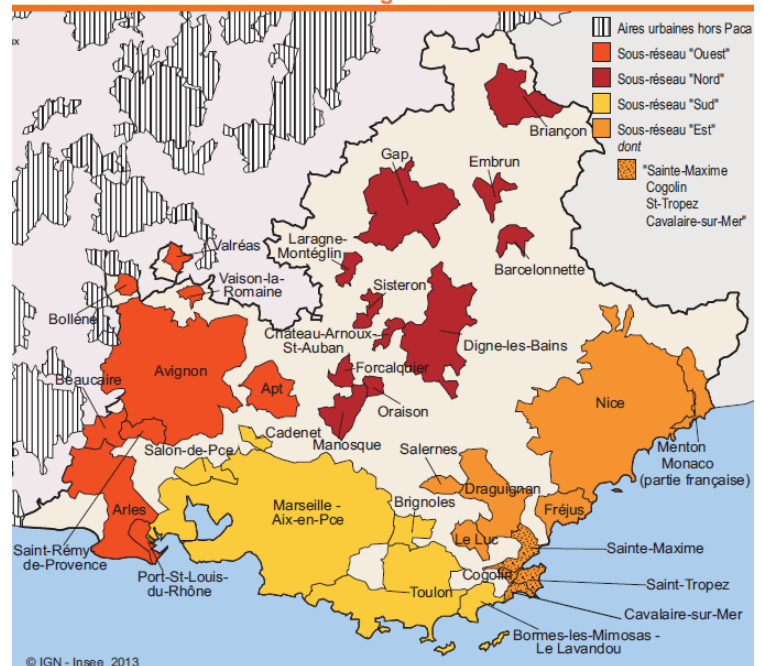 Aires urbaines hors Paca
Sous-réseau "Ouest"
Sous-réseau "Nord"
Sous-réseau "Sud"
Sous-réseau "Est"
dont
"Sainte-Maxime
Cogolin
St-Tropez
Cavalaire-sur-Mer"
Briançon
Gap
Embrun
Valréas
Laragne-
Montéglin
Barcelonnette
Vaison-la-
Romaine
Sisteron
Bollène
Château-Arnoux-
St-Auban
Digne-les-Bains
Avignon
Forcalquier
Beaucaire
Apt
Oraison
Nice
Cadenet
Manosque
Salon-de-Pce
Salernes
Menton
Monaco
(partie française)
Draguignan
Marseille -
Aix-en-Pce
Brignoles
Arles
Fréjus
Le Luc
Saint-Rémy
de-Provence
Sainte-Maxime
Port-St-Louis-
du-Rhône
Cogolin
Saint-Tropez
Toulon
Cavalaire-sur-Mer
Bormes-les-Mimosas -
Le Lavandou
© IGN - Insee 2013